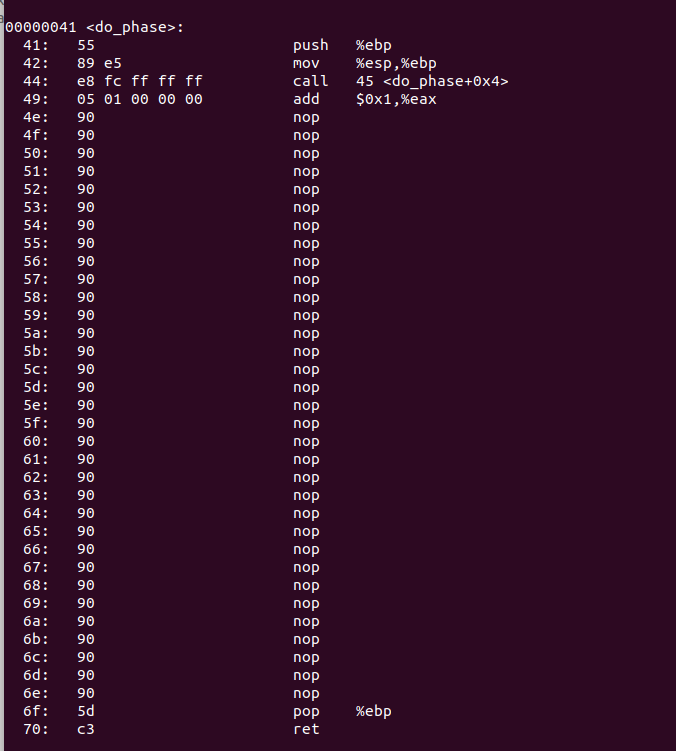 00000041 <do_phase>:
41: 55 push %ebp
42: 89 e5 mov %esp,%ebp
44: e8 fc ff ff ff call 45 <do_phase+0x4>
49: 05 01 00 00 00 add $0x1,%eax
4e: 90 nop
4f: 90 nop
50: 90 nop
51: 90 nop
52: 90 nop
53: 90 nop
54: 90 nop
55: 90 nop
56: 90 nop
57: 90 nop
58: 90 nop
59: 90 nop
5a: 90 nop
5b: 90 nop
5c: 90 nop
5d: 90 nop
5e: 90 nop
5f: 90 nop
60: 90 nop
61: 90 nop
62: 90 nop
63: 90 nop
64: 90 nop
65: 90 nop
66: 90 nop
67: 90 nop
68: 90 nop
69: 90 nop
6a: 90 nop
6b: 90 nop
6c: 90 nop
6d: 90 nop
6e: 90 nop
6f: 5d pop %ebp
70: c3 ret